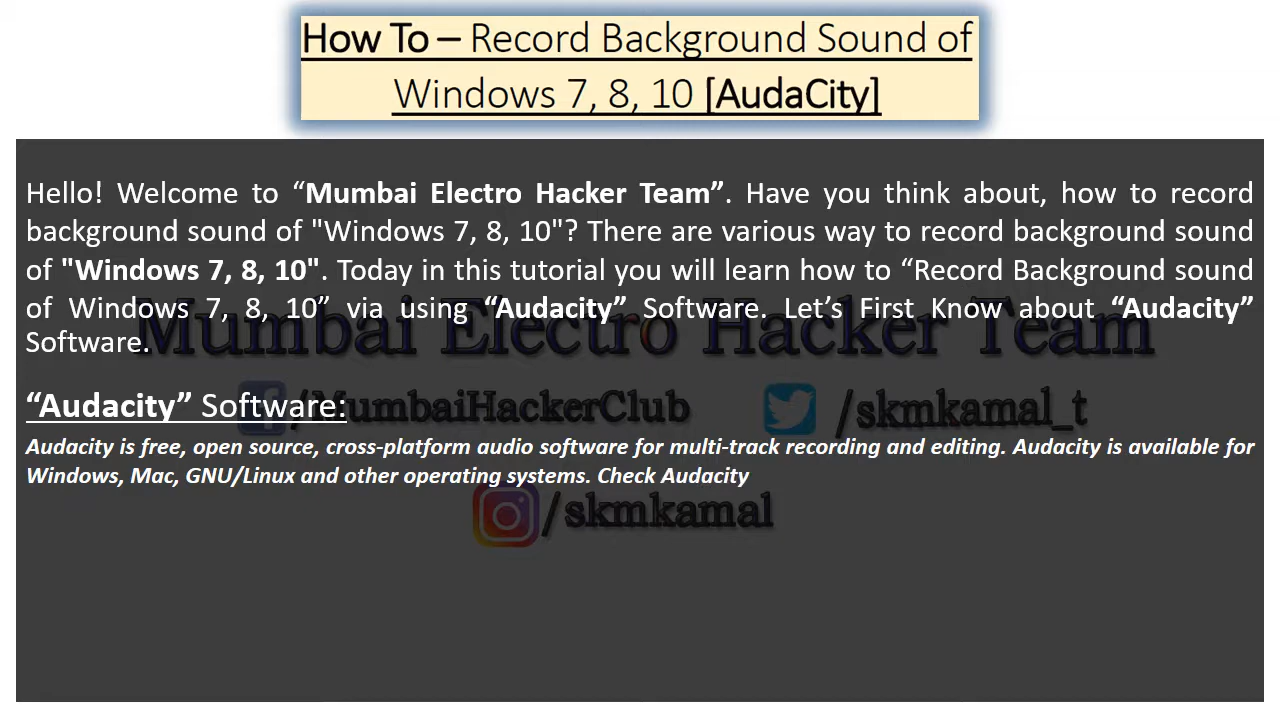 How To – Record Background Sound of
Windows 7, 8, 10 [AudaCity]
Hello! Welcome to “Mumbai Electro Hacker Team”. Have you think about, how to record
background sound of "Windows 7, 8, 10"? There are various way to record background sound
of "Windows 7, 8, 10". Today in this tutorial you will learn how to “Record Background sound
of Windows 7, 8, 10” via using “Audacity” Software. Let’s First Know about “Audacity”
Software.
Mumbai Electro Hacker Team
“Audacity” Software:
/MumbaiHackerClub
/skmkamal_t
Audacity is free, open source, cross-platform audio software for multi-track recording and editing. Audacity is available for
Windows, Mac, GNU/Linux and other operating systems. Check Audacity
/skmkamal